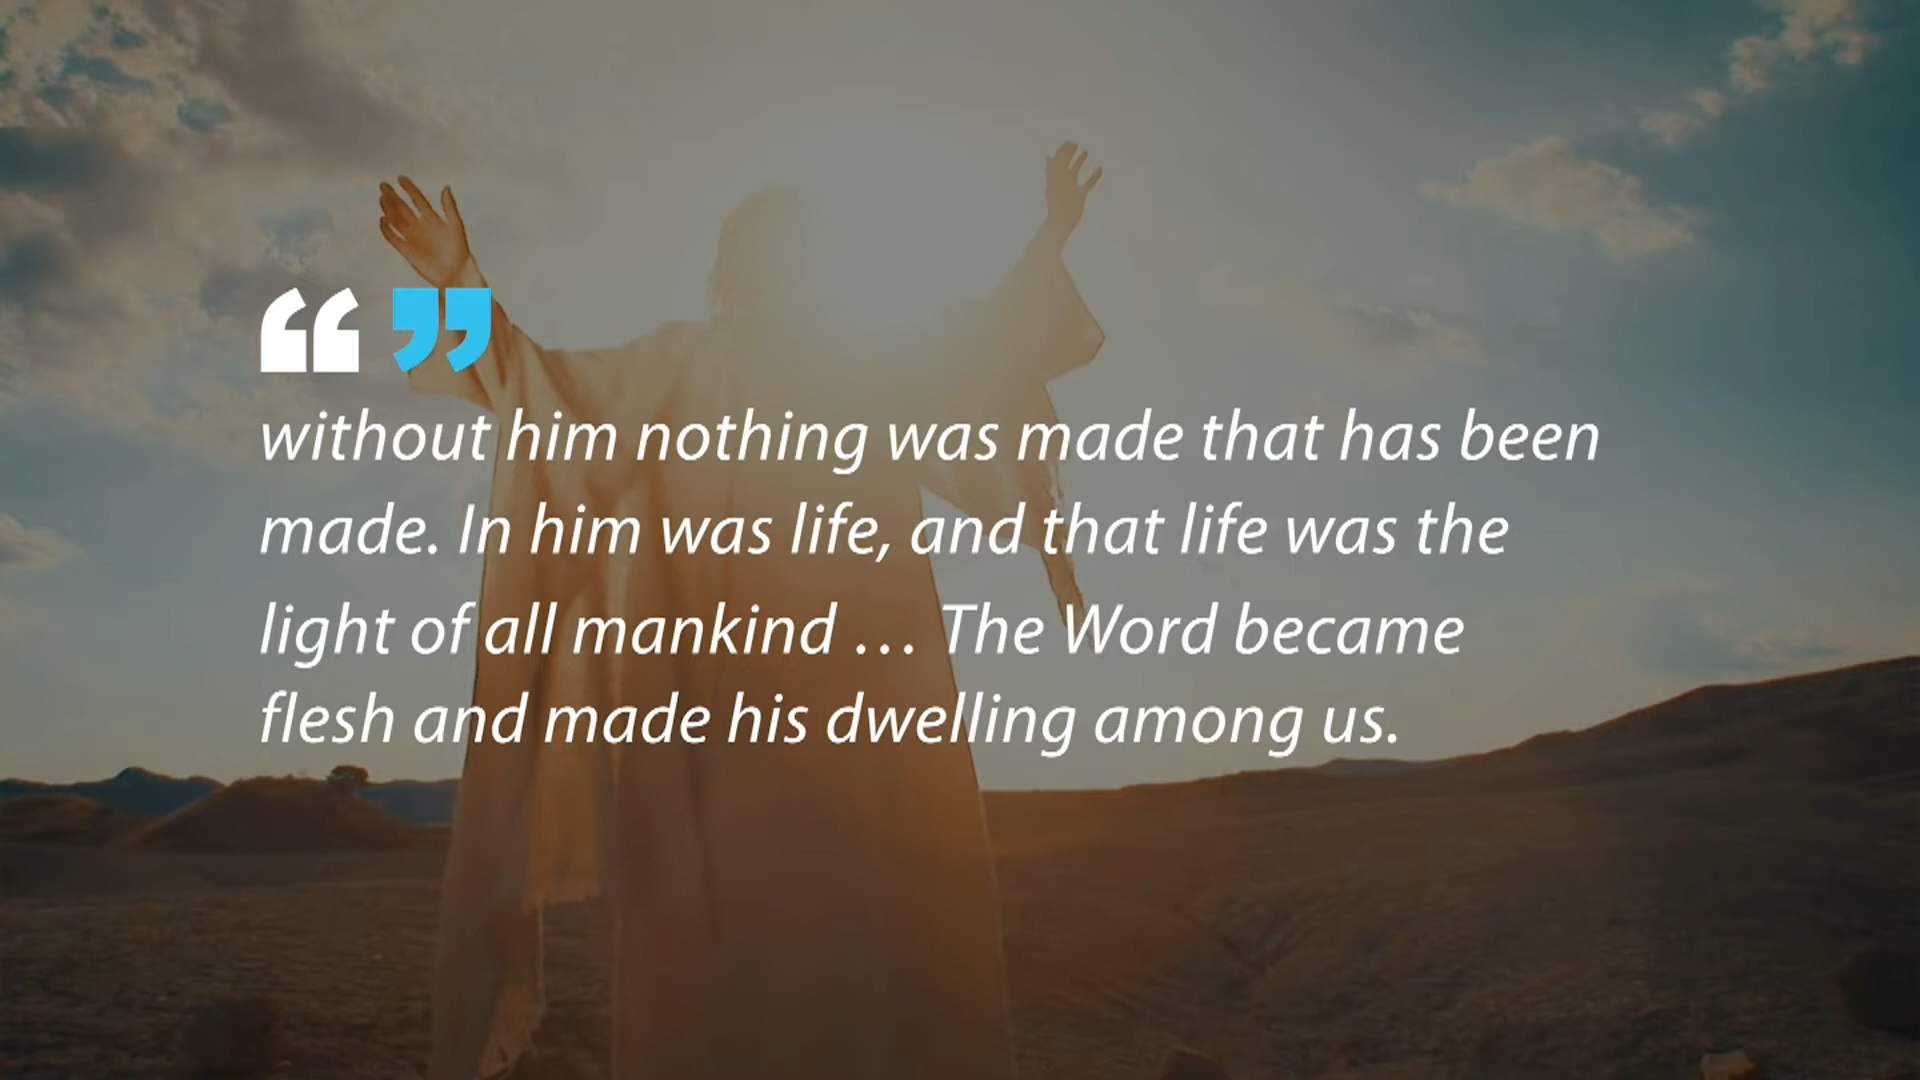 “ ”
without him nothing was made that has been
made. In him was life, and that life was the
light of all mankind … The Word became
flesh and made his dwelling among us.